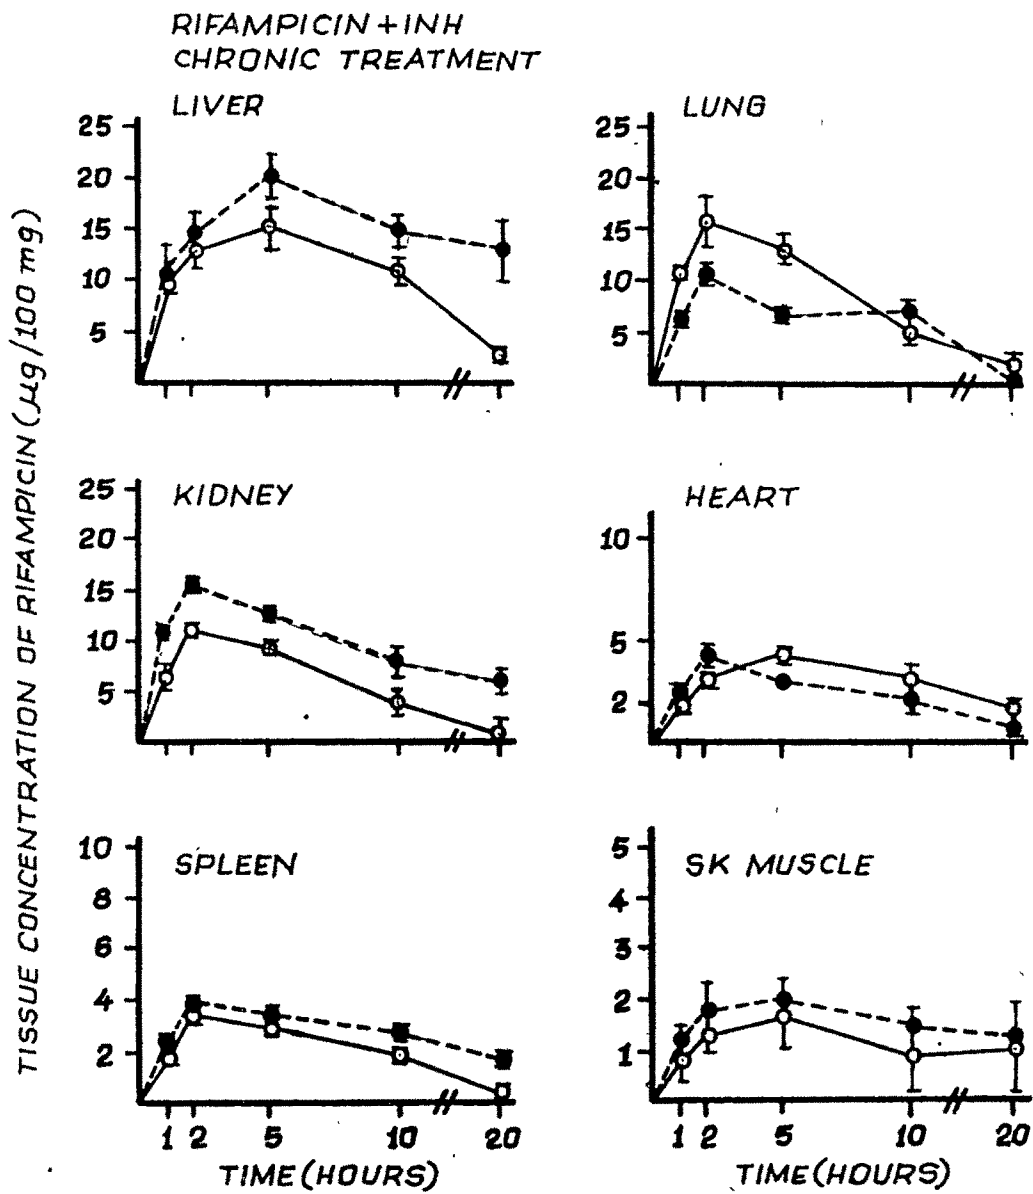 RIFAMPICIN + INH
CHRONIC TREATMENT
TISSUE CONCENTRATION OF RIFAMPICIN (µg/100 mg)
LIVER
25
20
15
10
5
LUNG
25
20
15
10
5
KIDNEY
25
20
15
10
5
HEART
10
5
2
SPLEEN
10
8
6
4
2
1 2 5 10 20
TIME (HOURS)
SK MUSCLE
5
4
3
2
1
1 2 5 10 20
TIME (HOURS)